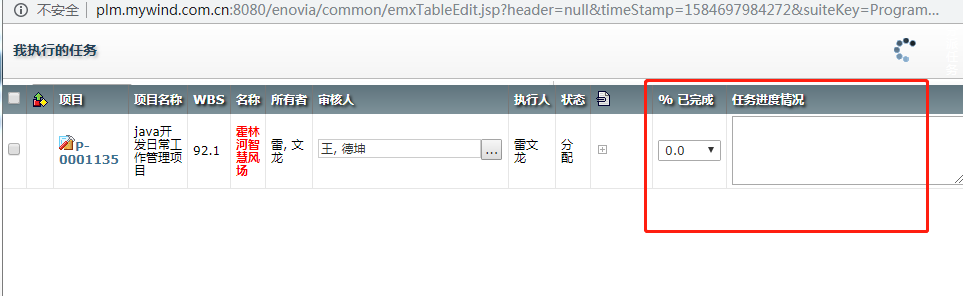 不安全 | plm.mywind.com.cn:8080/enovia/common/emxTableEdit.jsp?header=null&timeStamp=1584697984272&suiteKey=Program...
我执行的任务
项目 项目名称 WBS 名称 所有者 审核人 执行人 状态 % 已完成 任务进度情况
P-0001135
java开
发日常工
作管理项
目
92.1
霍林
河智
慧风
场
雷, 文
龙
王, 德坤
...
雷文
龙
分
配
0.0